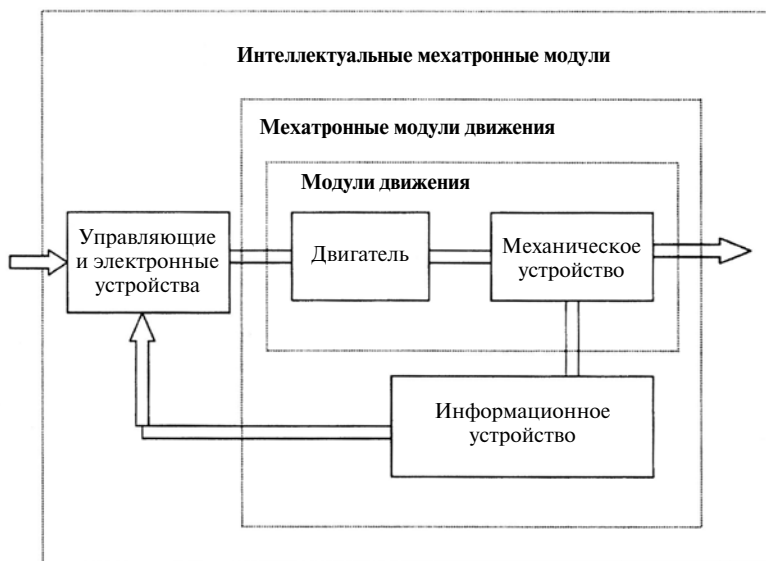 Интеллектуальные мехатронные модули
Мехатронные модули движения
Модули движения
Управляющие
и электронные
устройства
Двигатель
Механическое
устройство
Информационное
устройство